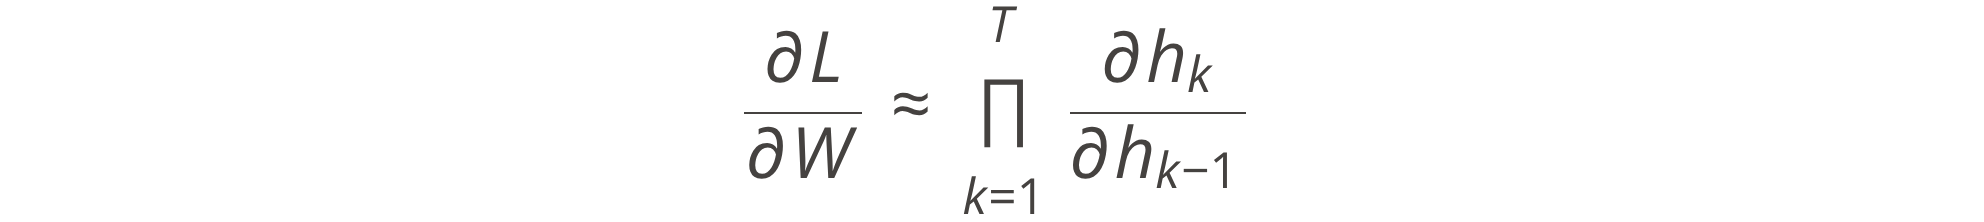 ∂L/∂W ≈ ∏_{k=1}^{T} ∂h_k/∂h_{k−1}